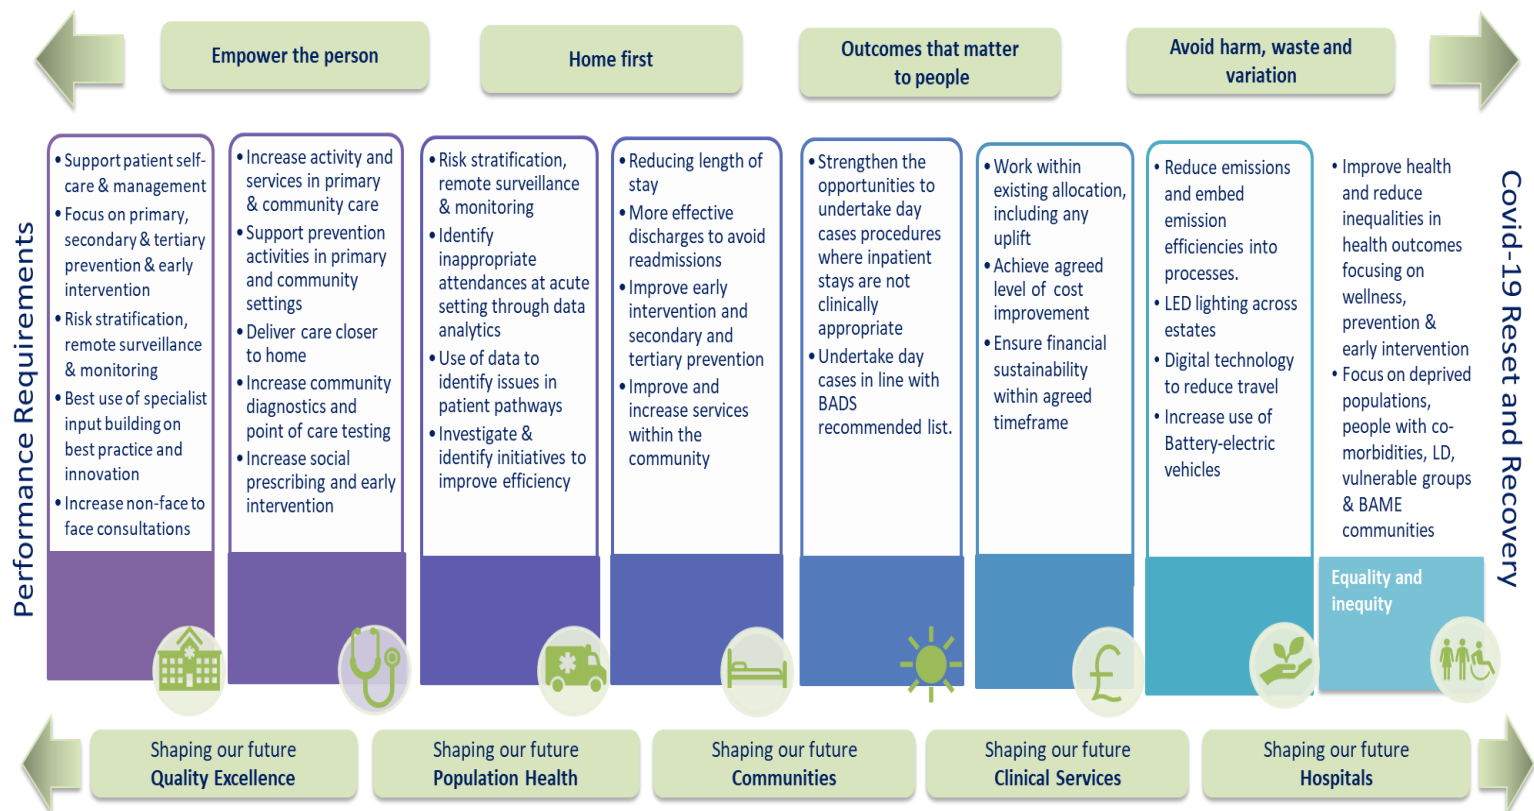 Empower the person
Home first
Outcomes that matter
to people
Avoid harm, waste and
variation
Performance Requirements
• Support patient self-
care & management
• Focus on primary,
secondary & tertiary
prevention & early
intervention
• Risk stratification,
remote surveillance
& monitoring
• Best use of specialist
input building on
best practice and
innovation
• Increase non-face to
face consultations
• Increase activity and
services in primary
& community care
• Support prevention
activities in primary
and community
settings
• Deliver care closer
to home
• Increase community
diagnostics and
point of care testing
• Increase social
prescribing and early
intervention
• Risk stratification,
remote surveillance
& monitoring
• Identify
inappropriate
attendances at acute
setting through data
analytics
• Use of data to
identify issues in
patient pathways
• Investigate &
identify initiatives to
improve efficiency
• Reducing length of
stay
• More effective
discharges to avoid
readmissions
• Improve early
intervention and
secondary and
tertiary prevention
• Improve and
increase services
within the
community
• Strengthen the
opportunities to
undertake day
cases procedures
where inpatient
stays are not
clinically
appropriate
• Undertake day
cases in line with
BADS
recommended list.
• Work within
existing allocation,
including any
uplift
• Achieve agreed
level of cost
improvement
• Ensure financial
sustainability
within agreed
timeframe
• Reduce emissions
and embed
emission
efficiencies into
processes.
• LED lighting across
estates
• Digital technology
to reduce travel
• Increase use of
Battery-electric
vehicles
• Improve health
and reduce
inequalities in
health outcomes
focusing on
wellness,
prevention &
early intervention
• Focus on deprived
populations,
people with co-
morbidities, LD,
vulnerable groups
& BAME
communities
Equality and
inequity
£
Covid-19 Reset and Recovery
Shaping our future
Quality Excellence
Shaping our future
Population Health
Shaping our future
Communities
Shaping our future
Clinical Services
Shaping our future
Hospitals